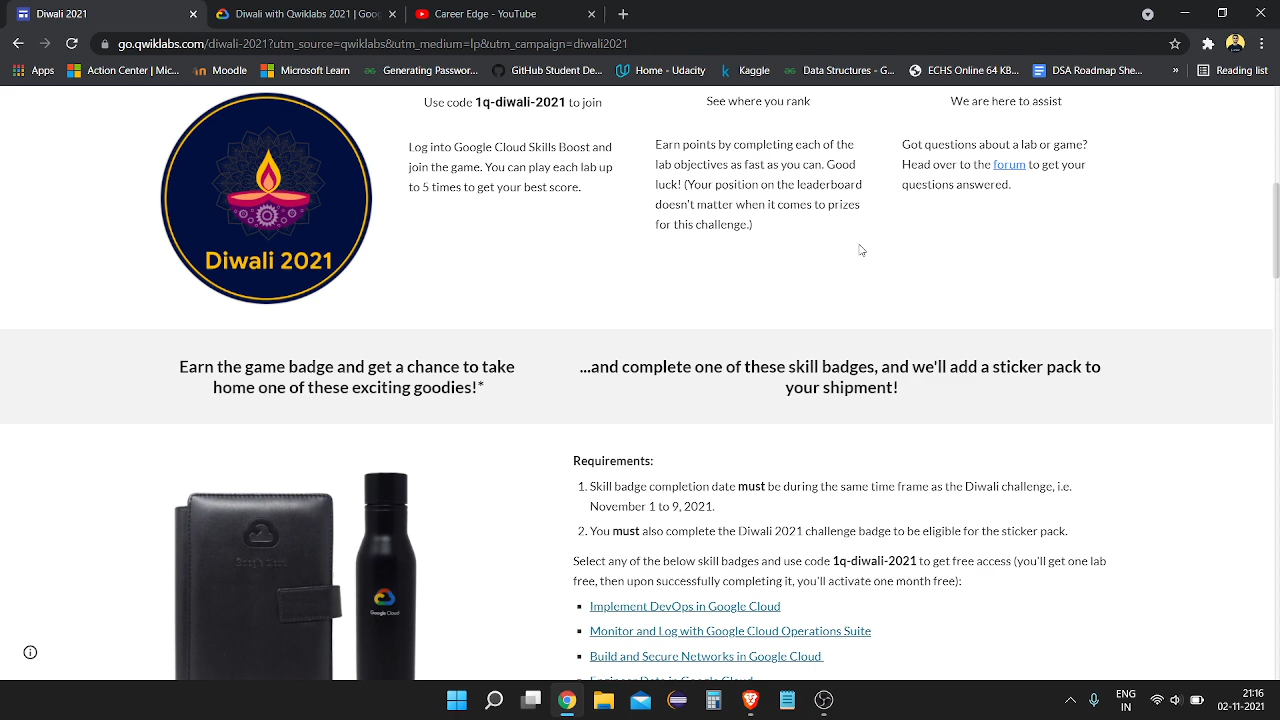 Diwali 2021
Diwali with Qwiklabs 2021 | Goog
Career Edge - YouTube
go.qwiklabs.com/diwali-2021?utm_source=qwiklabs&utm_medium=lp&utm_campaign=diwali2021
Apps
Action Center | Mic...
Moodle
Microsoft Learn
Generating Passwor...
GitHub Student De...
Home - Udacity
Kaggle
Data Structures - G...
ECHS Online 64 KB...
Java Roadmap Series...
Reading list
Use code 1q-diwali-2021 to join
Log into Google Cloud Skills Boost and
join the game. You can play each lab up
to 5 times to get your best score.
See where you rank
Earn points by completing each of the
lab objectives as fast as you can. Good
luck! (Your position on the leaderboard
doesn't matter when it comes to prizes
for this challenge.)
We are here to assist
Got questions about a lab or game?
Head over to the forum to get your
questions answered.
Diwali 2021
Earn the game badge and get a chance to take
home one of these exciting goodies!*
...and complete one of these skill badges, and we'll add a sticker pack to
your shipment!
Google Cloud
Google Cloud
Requirements:
1. Skill badge completion date must be during the same time frame as the Diwali challenge, i.e.
November 1 to 9, 2021.
2. You must also complete the Diwali 2021 challenge badge to be eligible for the sticker pack.
Select any of the below skill badges and use code 1q-diwali-2021 to get free access (you'll get one lab
free, then upon successfully completing it, you'll activate one month free):
Implement DevOps in Google Cloud
Monitor and Log with Google Cloud Operations Suite
Build and Secure Networks in Google Cloud
Engineer Data in Google Cloud
ENG
IN
21:16
02-11-2021